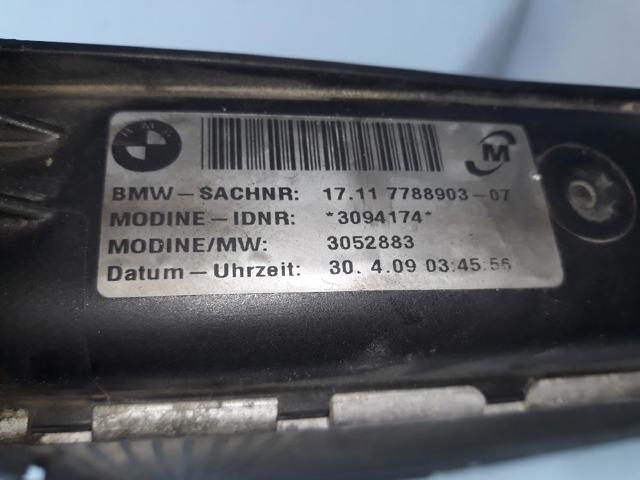 BMW
M
BMW-SACHNR: 17.11 7788903-07
MODINE-IDNR: *3094174*
MODINE/MW: 3052883
Datum-Uhrzeit: 30. 4.09 03:45:56